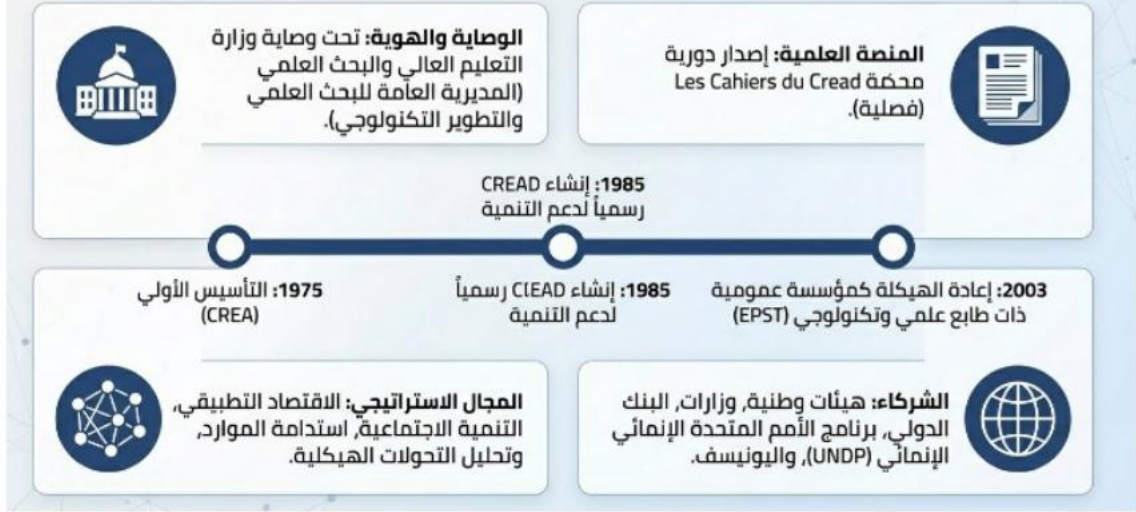 المنصة العلمية: إصدار دورية
محكمة Les Cahiers du Cread
(فصلية).
الوصاية والهوية: تحت وصاية وزارة
التعليم العالي والبحث العلمي
(المديرية العامة للبحث العلمي
والتطوير التكنولوجي).
1985: إنشاء CREAD
رسمياً لدعم التنمية
2003: إعادة الهيكلة كمؤسسة عمومية
ذات طابع علمي وتكنولوجي (EPST)
1985: إنشاء CIEAD رسمياً
لدعم التنمية
1975: التأسيس الأولي
(CREA)
الشركاء: هيئات وطنية, وزارات, البنك
الدولي, برنامج الأمم المتحدة الإنمائي
الإنمائي (UNDP), واليونيسف.
المجال الاستراتيجي: الاقتصاد التطبيقي,
التنمية الاجتماعية, استدامة الموارد,
وتحليل التحولات الهيكلية.